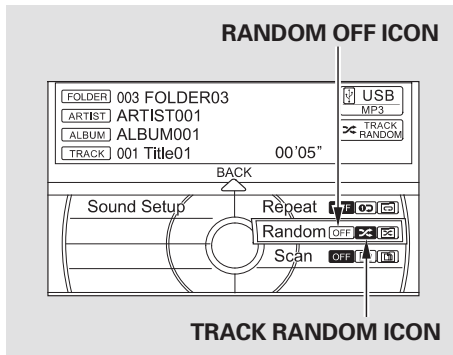 RANDOM OFF ICON
FOLDER 003 FOLDER03
USB
MP3
ARTIST ARTIST001
ALBUM ALBUM001
TRACK RANDOM
TRACK 001 Title01 00'05”
BACK
Sound Setup
Repeat
Random OFF
Scan OFF
TRACK RANDOM ICON